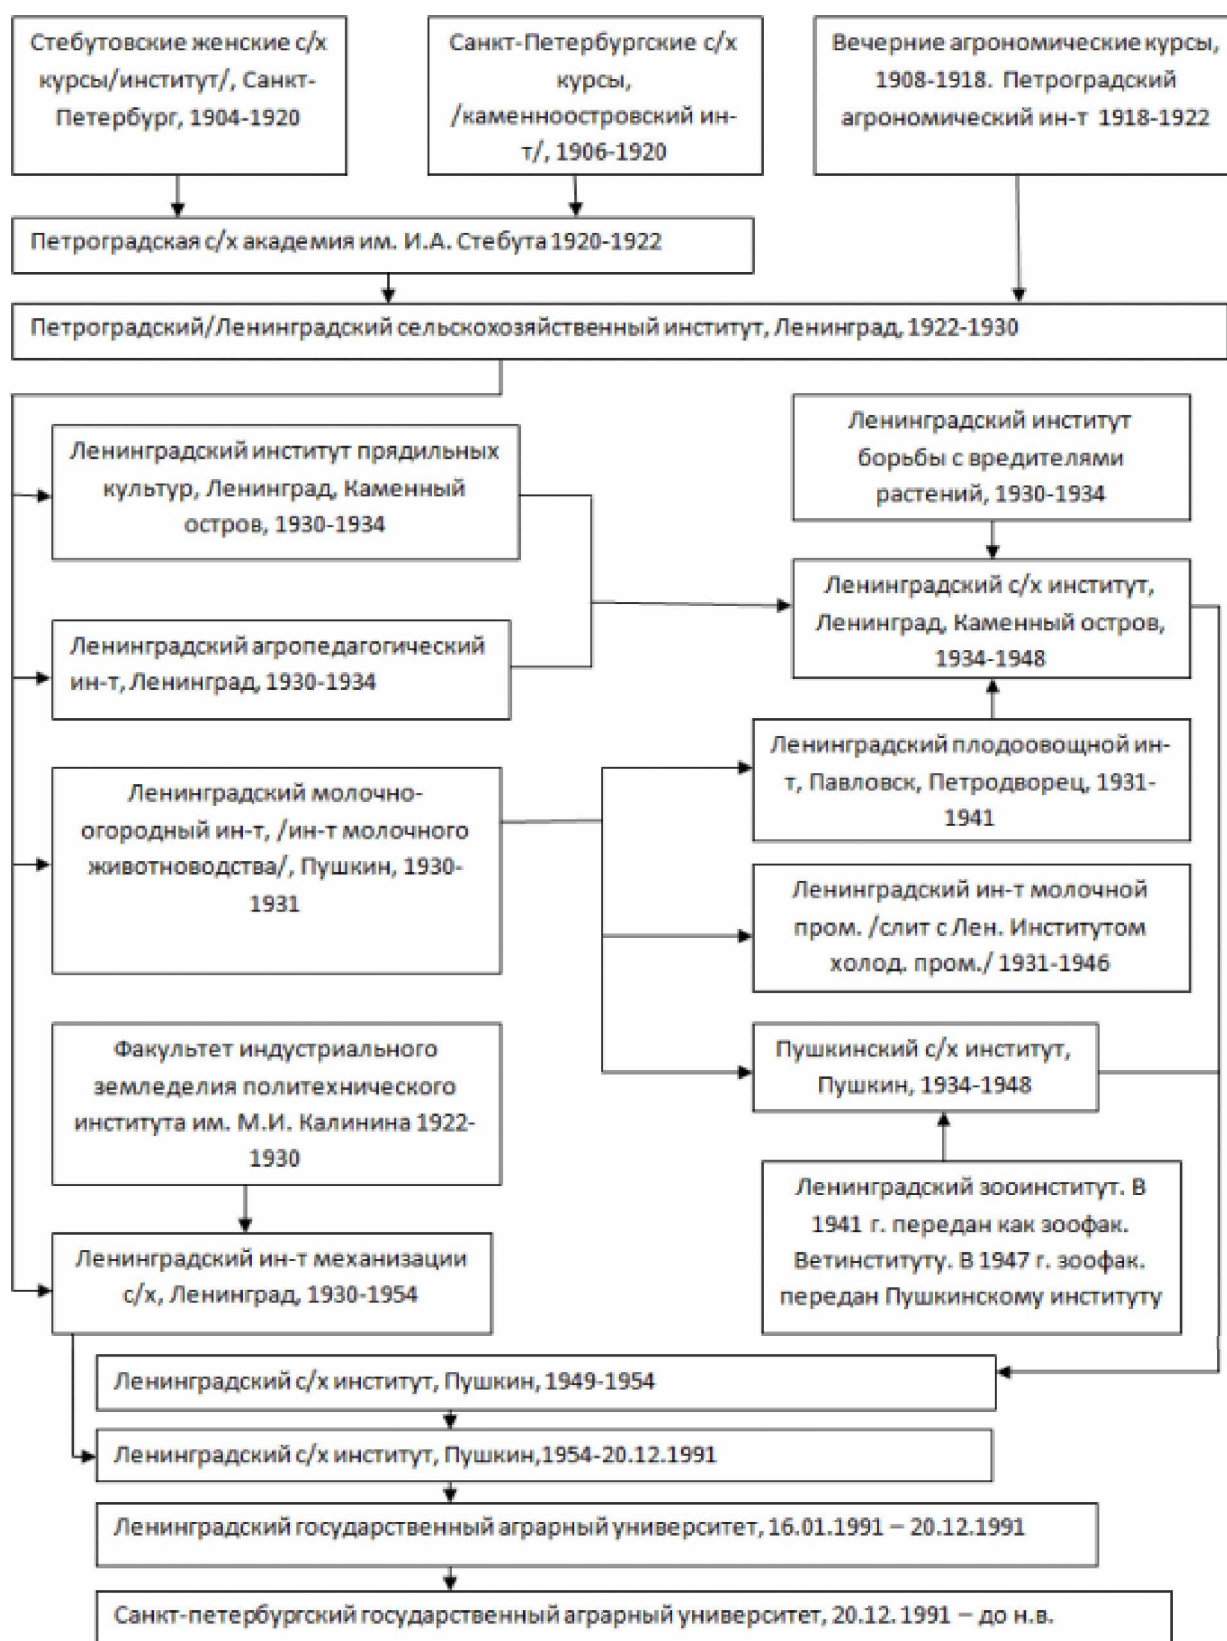 Стебутовские женские с/х
курсы/институт/, Санкт-
Петербург, 1904-1920
Санкт-Петербургские с/х
курсы,
/каменноостровский ин-
т/, 1906-1920
Вечерние агрономические курсы,
1908-1918. Петроградский
агрономический ин-т 1918-1922
Петроградская с/х академия им. И.А. Стебута 1920-1922
Петроградский/Ленинградский сельскохозяйственный институт, Ленинград, 1922-1930
Ленинградский институт прядильных
культур, Ленинград, Каменный
остров, 1930-1934
Ленинградский институт
борьбы с вредителями
растений, 1930-1934
Ленинградский с/х институт,
Ленинград, Каменный остров,
1934-1948
Ленинградский агропедагогический
ин-т, Ленинград, 1930-1934
Ленинградский плодоовощной ин-
т, Павловск, Петродворец, 1931-
1941
Ленинградский молочно-
огородный ин-т, /ин-т молочного
животноводства/, Пушкин, 1930-
1931
Ленинградский ин-т молочной
пром. /слит с Лен. Институтом
холод. пром./ 1931-1946
Факультет индустриального
земледелия политехнического
института им. М.И. Калинина 1922-
1930
Пушкинский с/х институт,
Пушкин, 1934-1948
Ленинградский зооинститут. В
1941 г. передан как зоофак.
Ветинституту. В 1947 г. зоофак.
передан Пушкинскому институту
Ленинградский ин-т механизации
с/х, Ленинград, 1930-1954
Ленинградский с/х институт, Пушкин, 1949-1954
Ленинградский с/х институт, Пушкин,1954-20.12.1991
Ленинградский государственный аграрный университет, 16.01.1991 – 20.12.1991
Санкт-петербургский государственный аграрный университет, 20.12. 1991 – до н.в.